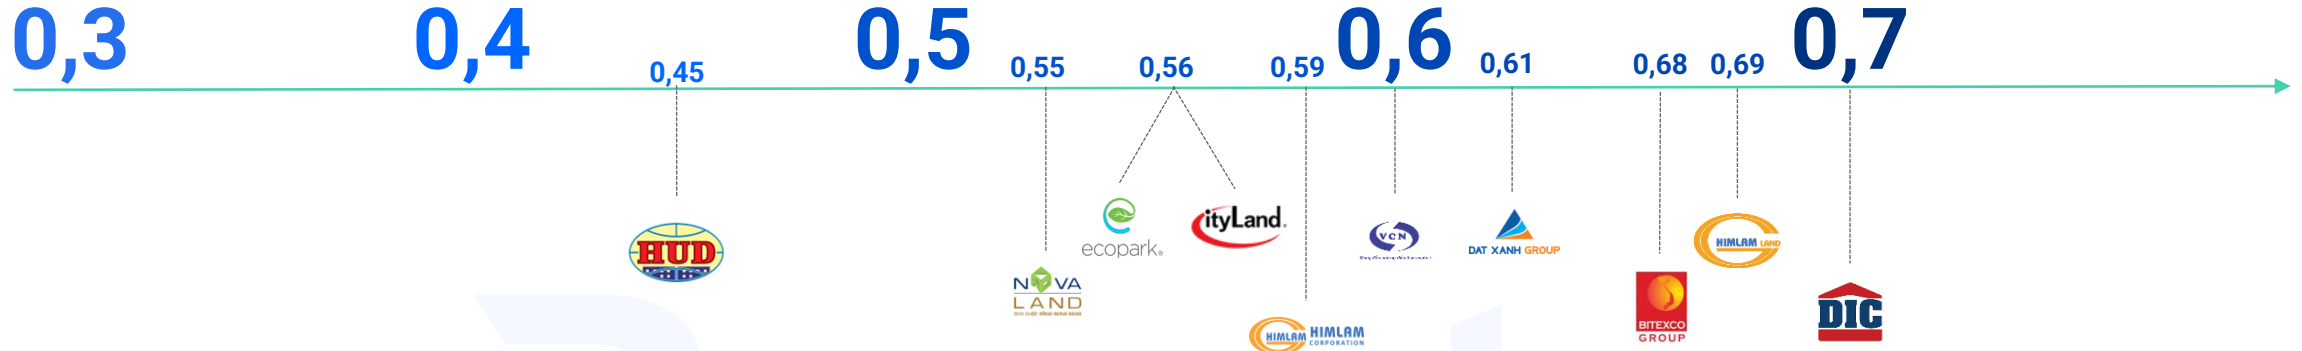 0,3 0,4 0,5 0,6 0,7
0,45 0,55 0,56 0,59 0,61 0,68 0,69
HUD
NOVA
LAND
ecopark®
CityLand®
HIMLAM HIMLAM
CORPORATION
VCN
DAT XANH GROUP
BITEXCO
GROUP
HIMLAM LAND
DIC